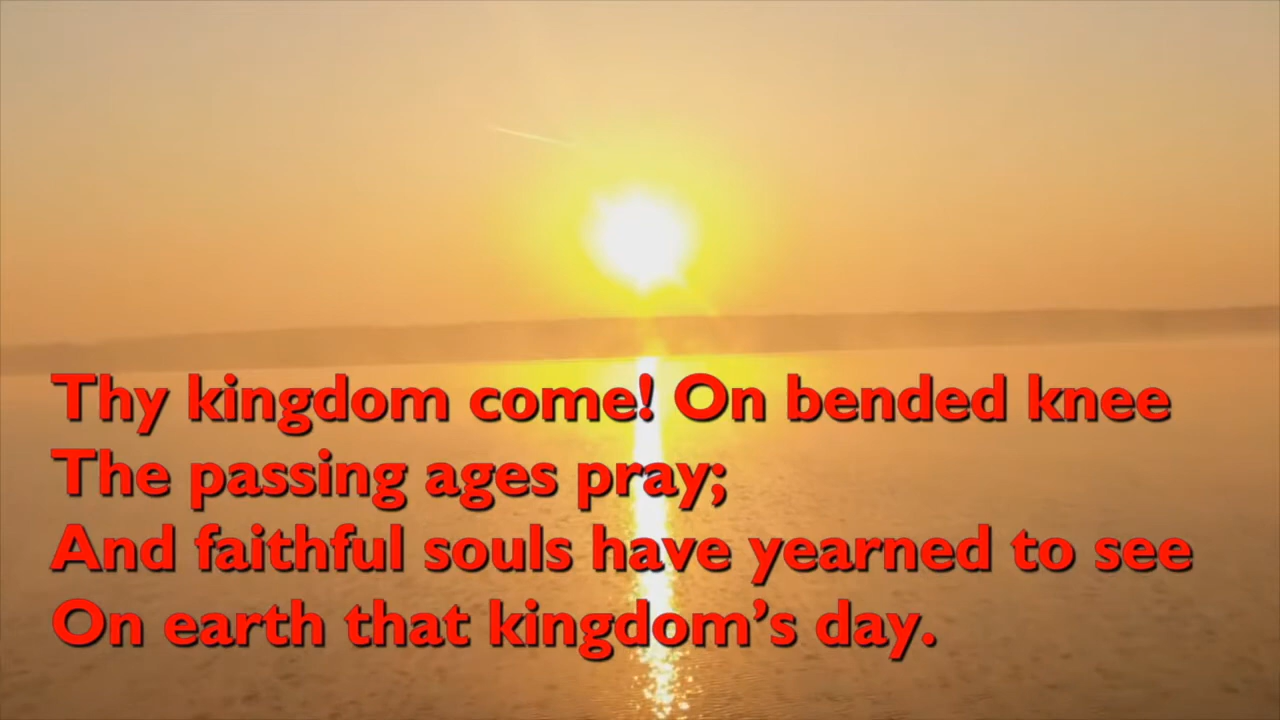 Thy kingdom come! On bended knee
The passing ages pray;
And faithful souls have yearned to see
On earth that kingdom’s day.